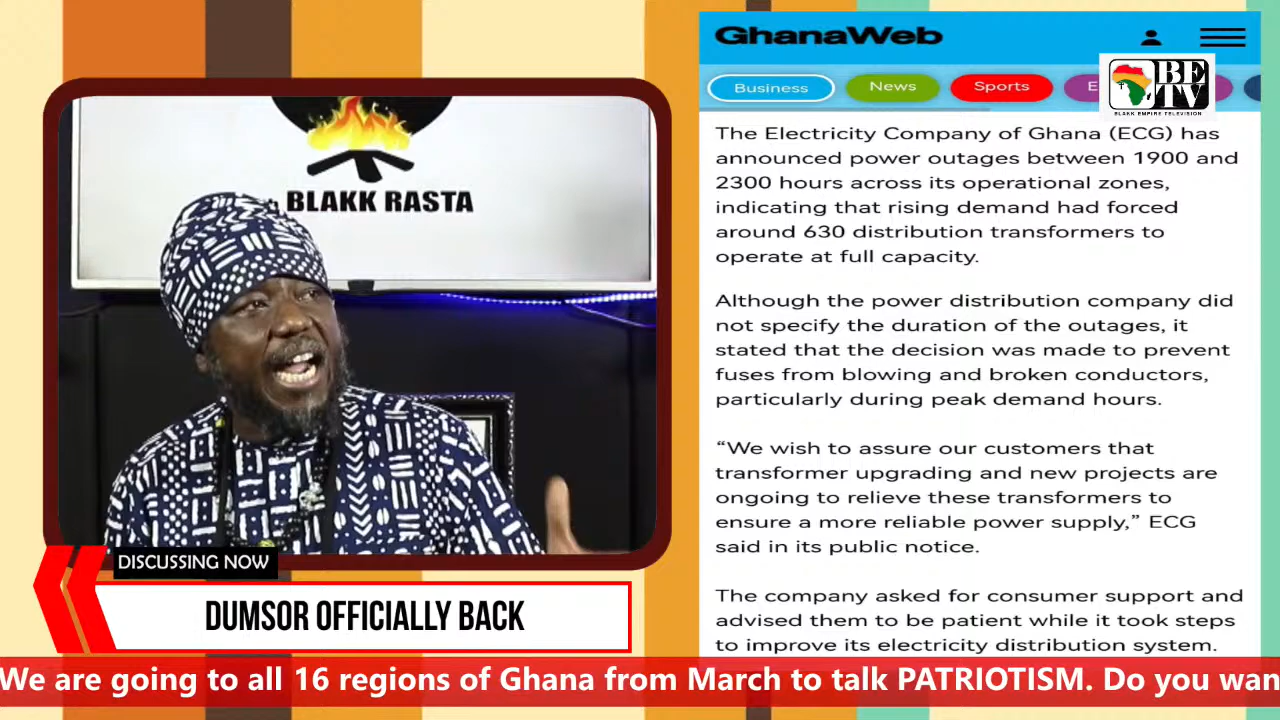 BLAKK RASTA
DISCUSSING NOW
DUMSOR OFFICIALLY BACK
GhanaWeb
Business
News
Sports
E
BE
TV
BLAKK EMPIRE TELEVISION
The Electricity Company of Ghana (ECG) has
announced power outages between 1900 and
2300 hours across its operational zones,
indicating that rising demand had forced
around 630 distribution transformers to
operate at full capacity.
Although the power distribution company did
not specify the duration of the outages, it
stated that the decision was made to prevent
fuses from blowing and broken conductors,
particularly during peak demand hours.
“We wish to assure our customers that
transformer upgrading and new projects are
ongoing to relieve these transformers to
ensure a more reliable power supply,” ECG
said in its public notice.
The company asked for consumer support and
advised them to be patient while it took steps
to improve its electricity distribution system.
We are going to all 16 regions of Ghana from March to talk PATRIOTISM. Do you wan